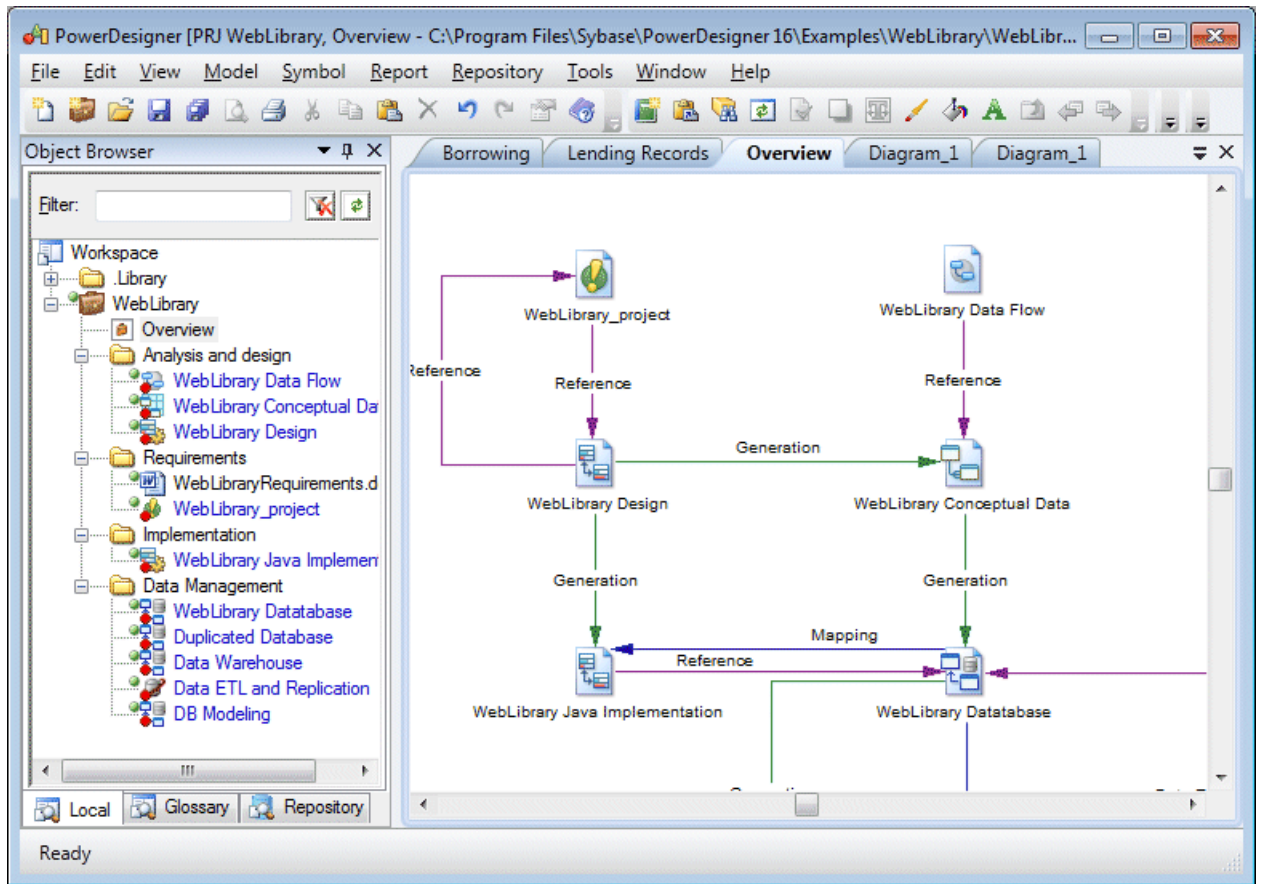 PowerDesigner [PRJ WebLibrary, Overview - C:\Program Files\Sybase\PowerDesigner 16\Examples\WebLibrary\WebLibr...
File Edit View Model Symbol Report Repository Tools Window Help
Object Browser
Borrowing Lending Records Overview Diagram_1 Diagram_1
Filter:
Workspace
.Library
WebLibrary
Overview
Analysis and design
WebLibrary Data Flow
WebLibrary Conceptual Da
WebLibrary Design
Requirements
WebLibraryRequirements.d
WebLibrary_project
Implementation
WebLibrary Java Implemen
Data Management
WebLibrary Datatabase
Duplicated Database
Data Warehouse
Data ETL and Replication
DB Modeling
Local Glossary Repository
WebLibrary_project
WebLibrary Data Flow
Reference
Reference
Reference
Generation
WebLibrary Design
WebLibrary Conceptual Data
Generation
Generation
Mapping
Reference
WebLibrary Java Implementation
WebLibrary Datatabase
Ready